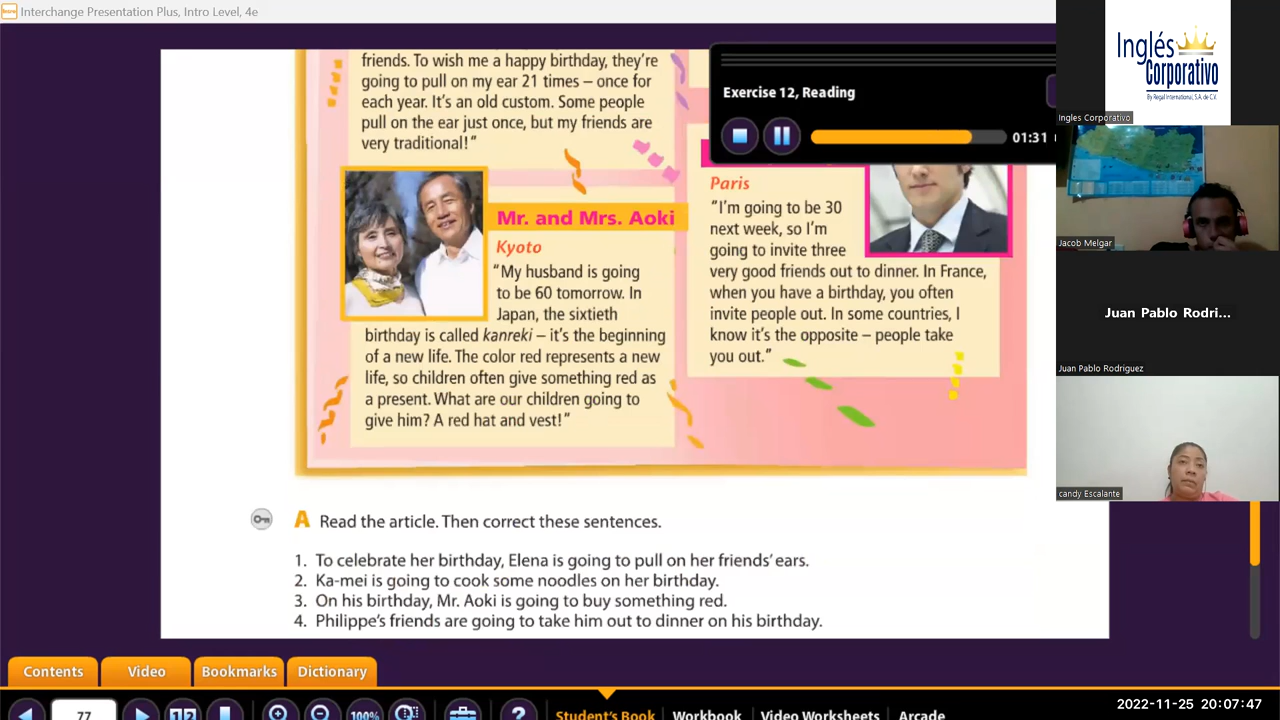 Interchange Presentation Plus, Intro Level, 4e
friends. To wish me a happy birthday, they're
going to pull on my ear 21 times – once for
each year. It's an old custom. Some people
pull on the ear just once, but my friends are
very traditional!"
Mr. and Mrs. Aoki
Kyoto
"My husband is going
to be 60 tomorrow. In
Japan, the sixtieth
birthday is called kanreki – it's the beginning
of a new life. The color red represents a new
life, so children often give something red as
a present. What are our children going to
give him? A red hat and vest!"
Exercise 12, Reading
01:31
Paris
"I'm going to be 30
next week, so I'm
going to invite three
very good friends out to dinner. In France,
when you have a birthday, you often
invite people out. In some countries, I
know it's the opposite – people take
you out."
A Read the article. Then correct these sentences.
1. To celebrate her birthday, Elena is going to pull on her friends' ears.
2. Ka-mei is going to cook some noodles on her birthday.
3. On his birthday, Mr. Aoki is going to buy something red.
4. Philippe's friends are going to take him out to dinner on his birthday.
Inglés
Corporativo
By Regal International, S.A. de C.V.
Ingles Corporativo
Jacob Melgar
Juan Pablo Rodri...
Juan Pablo Rodriguez
candy Escalante
Contents
Video
Bookmarks
Dictionary
77
1 2
100%
?
Student's Book
Workbook
Video Worksheets
Arcade
2022-11-25 20:07:47